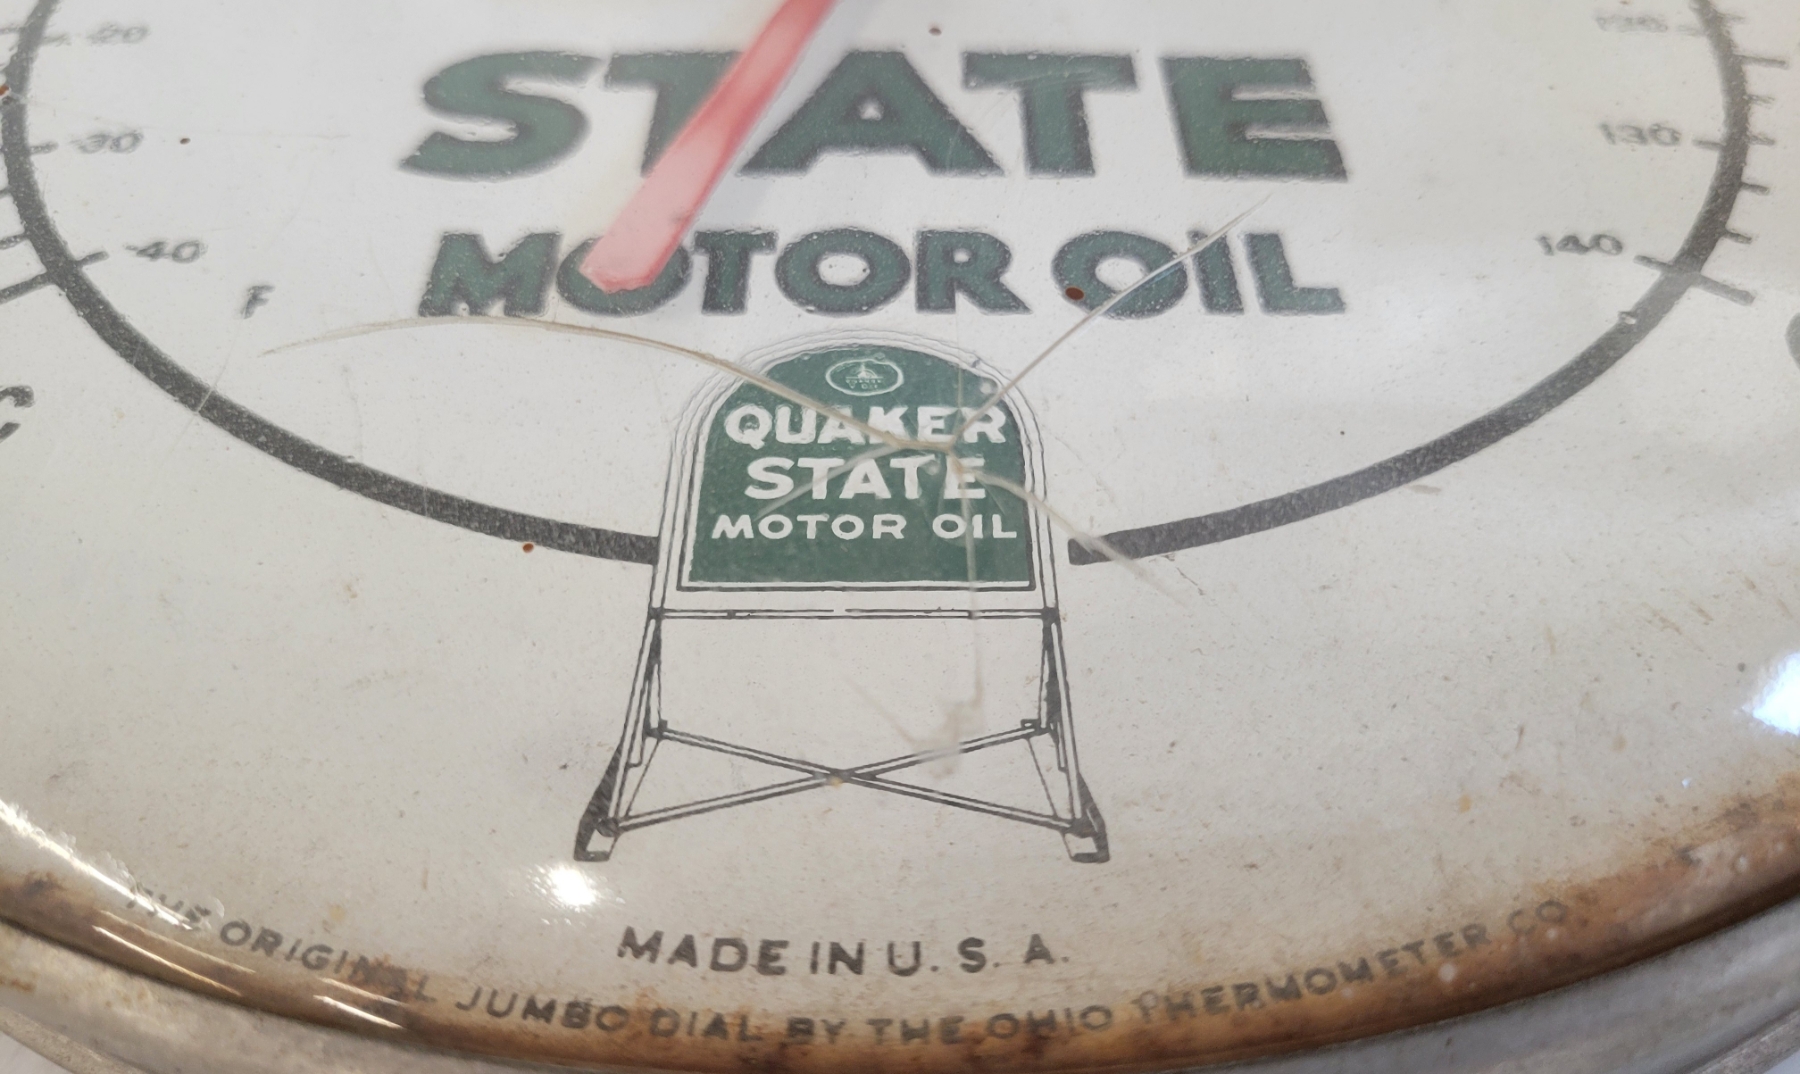 -20
120
STATE
-30
130
MOTOR OIL
-40
140
F
C
QUAKER
STATE
MOTOR OIL
MADE IN U. S. A.
THE ORIGINAL JUMBO DIAL BY THE OHIO THERMOMETER CO